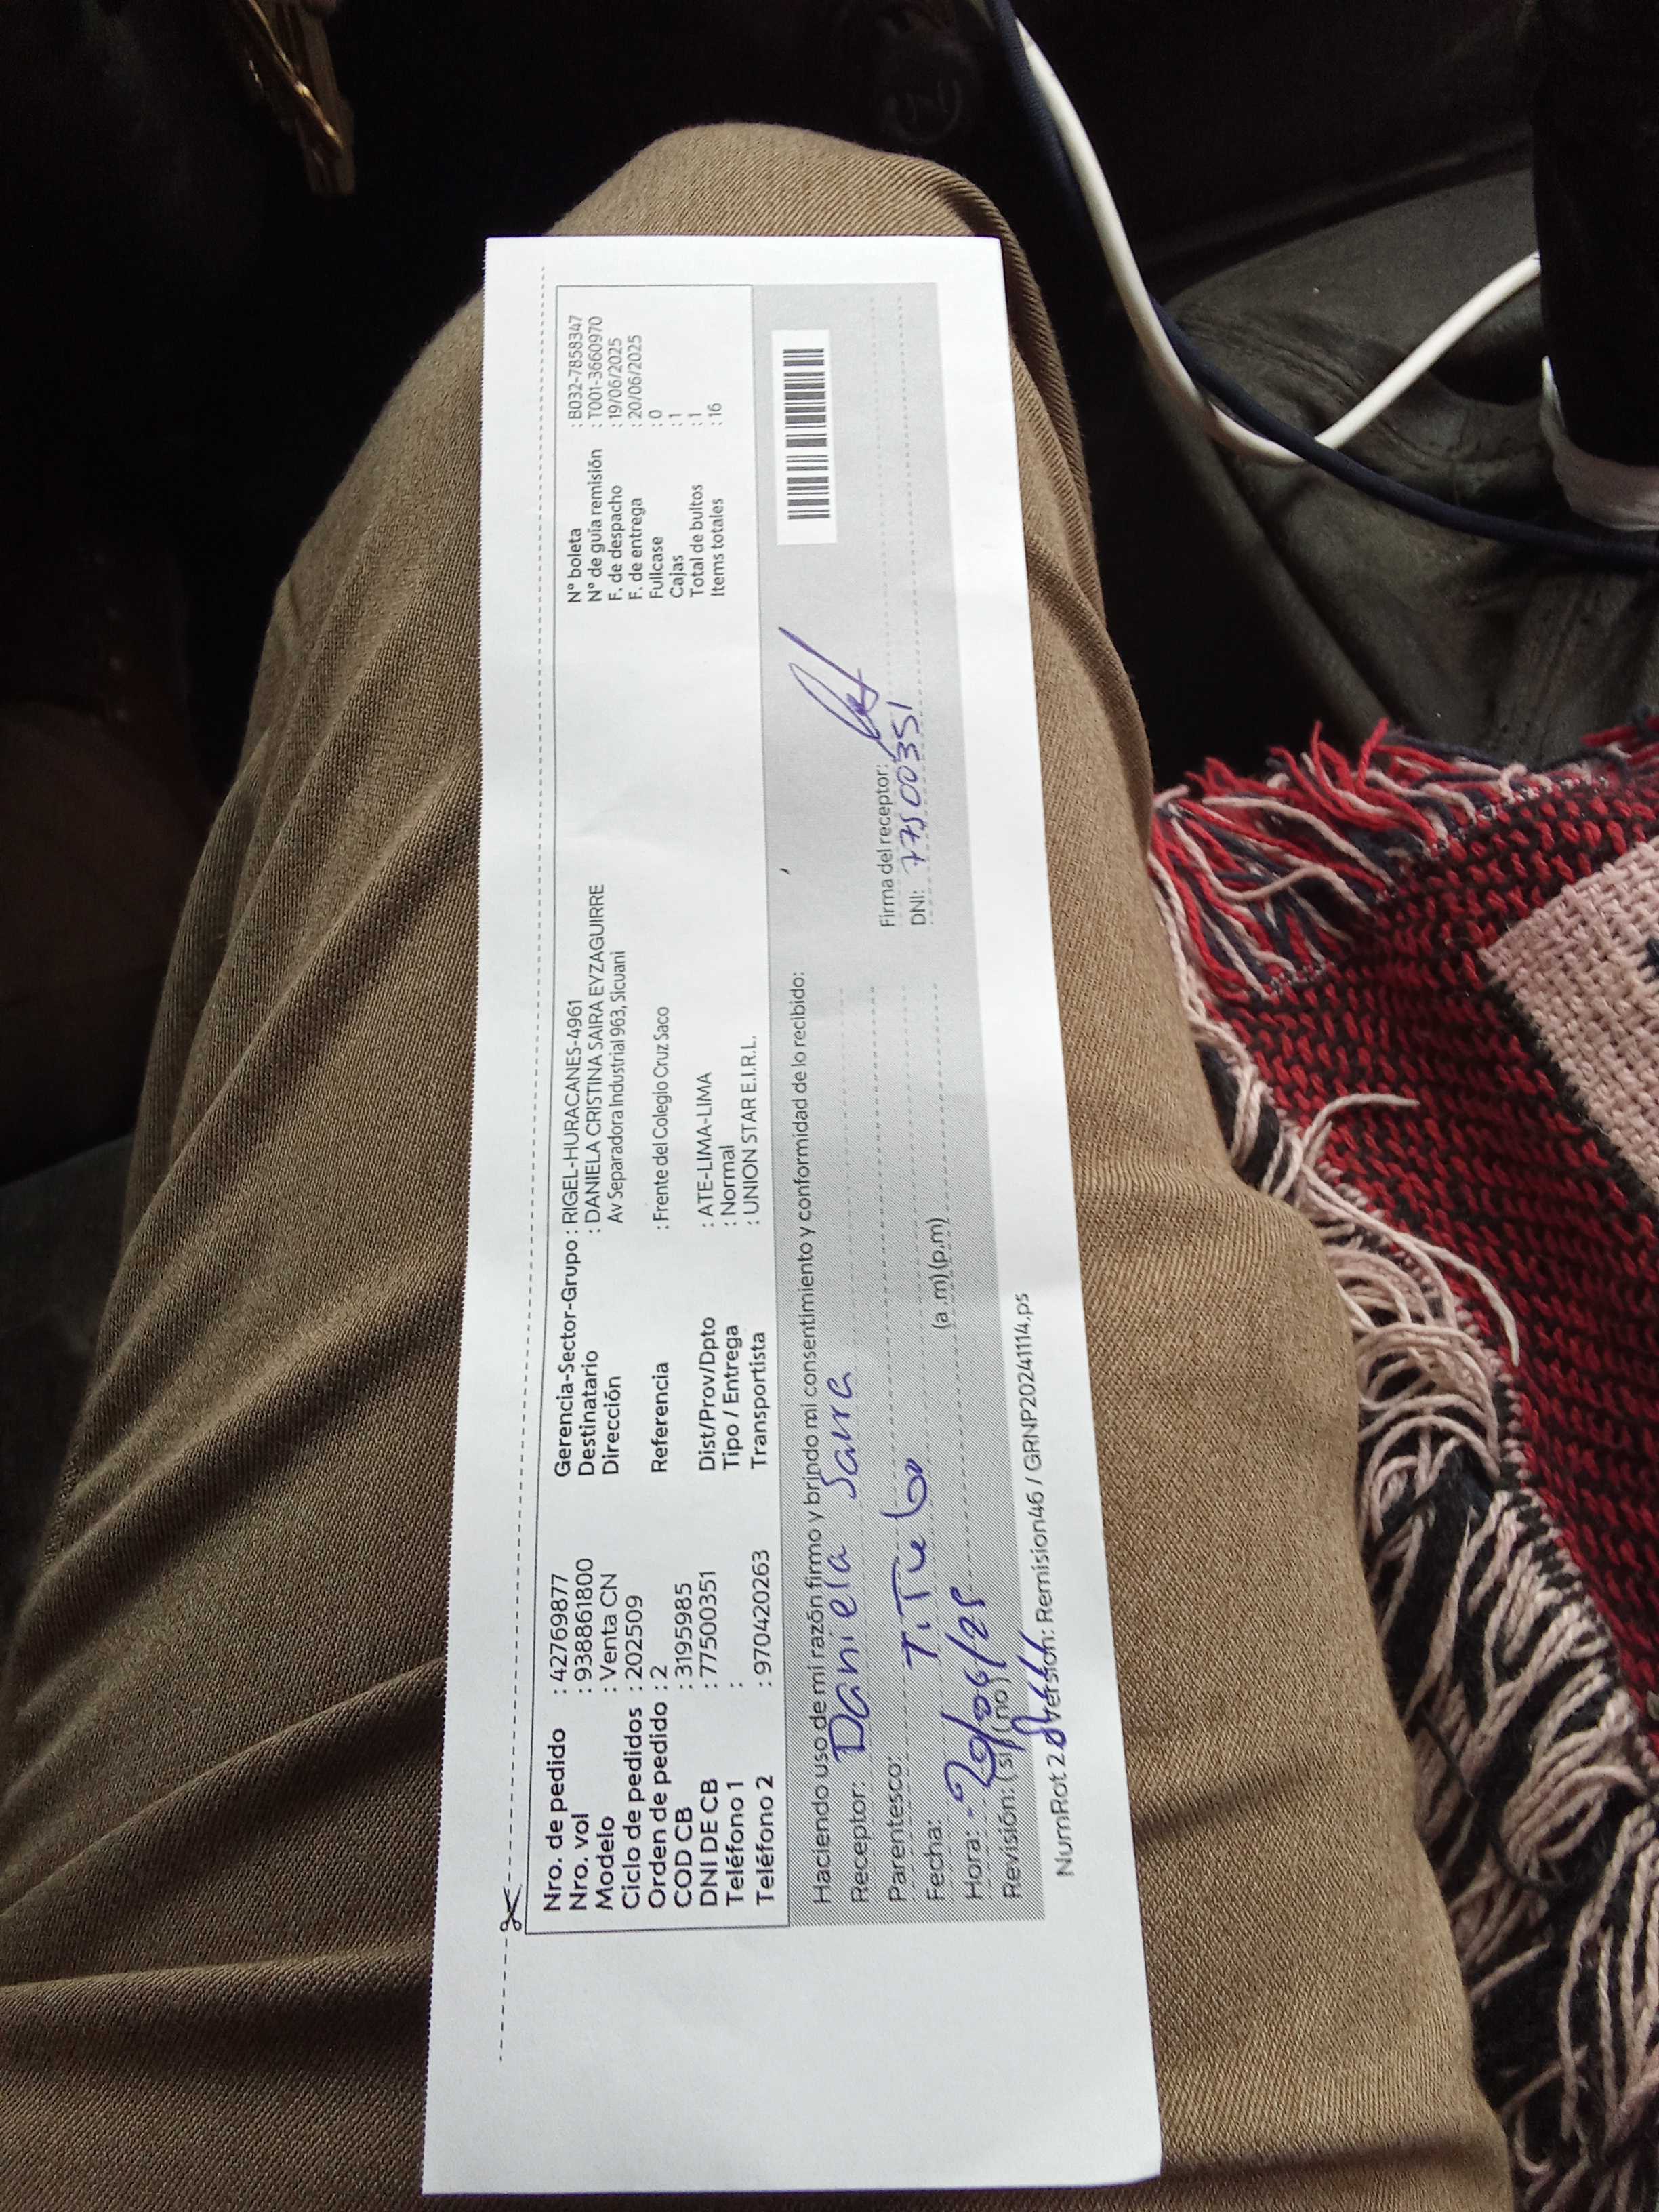 Nro. de pedido : 42769877
Nro. vol : 938861800
Modelo : Venta CN
Ciclo de pedidos : 202509
Orden de pedido : 2
COD CB : 3195985
DNI DE CB : 77500351
Teléfono 1 :
Teléfono 2 : 970420263
Gerencia-Sector-Grupo : RIGEL-HURACANES-4961
Destinatario : DANIELA CRISTINA SAIRA EYZAGUIRRE
Dirección Av Separadora Industrial 963, Sicuani
Referencia : Frente del Colegio Cruz Saco
Dist/Prov/Dpto : ATE-LIMA-LIMA
Tipo / Entrega : Normal
Transportista : UNION STAR E.I.R.L.
N° boleta : B032-7858347
N° de guía remisión : T001-3660970
F. de despacho : 19/06/2025
F. de entrega : 20/06/2025
Fullcase : 0
Cajas : 1
Total de bultos : 1
Items totales : 16
Haciendo uso de mi razón firmo y brindo mi consentimiento y conformidad de lo recibido:
Receptor: Daniela Saira
Parentesco: TiTular
Fecha: 20/06/25
Hora: (a.m)(p.m)
Revisión: (si)(no)
Firma del receptor:
DNI: 77500351
Versión: Remision46 / GRNP20241114.ps